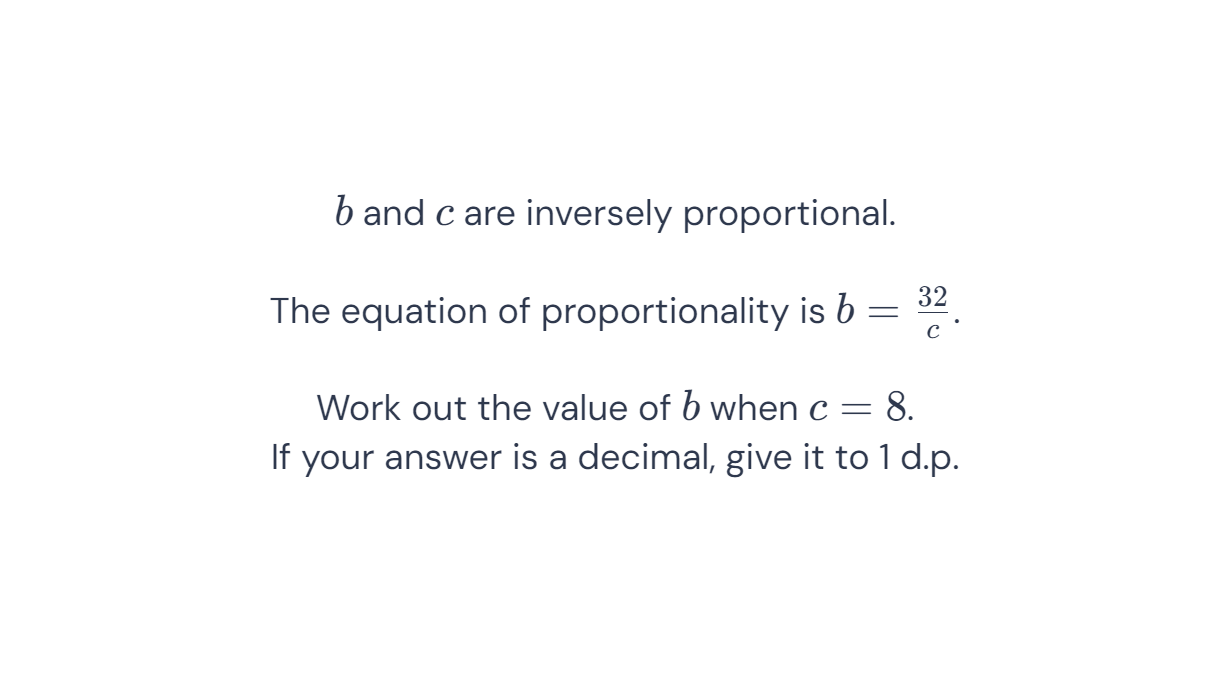 b and c are inversely proportional.
The equation of proportionality is b = \frac{32}{c}.
Work out the value of b when c = 8.
If your answer is a decimal, give it to 1 d.p.